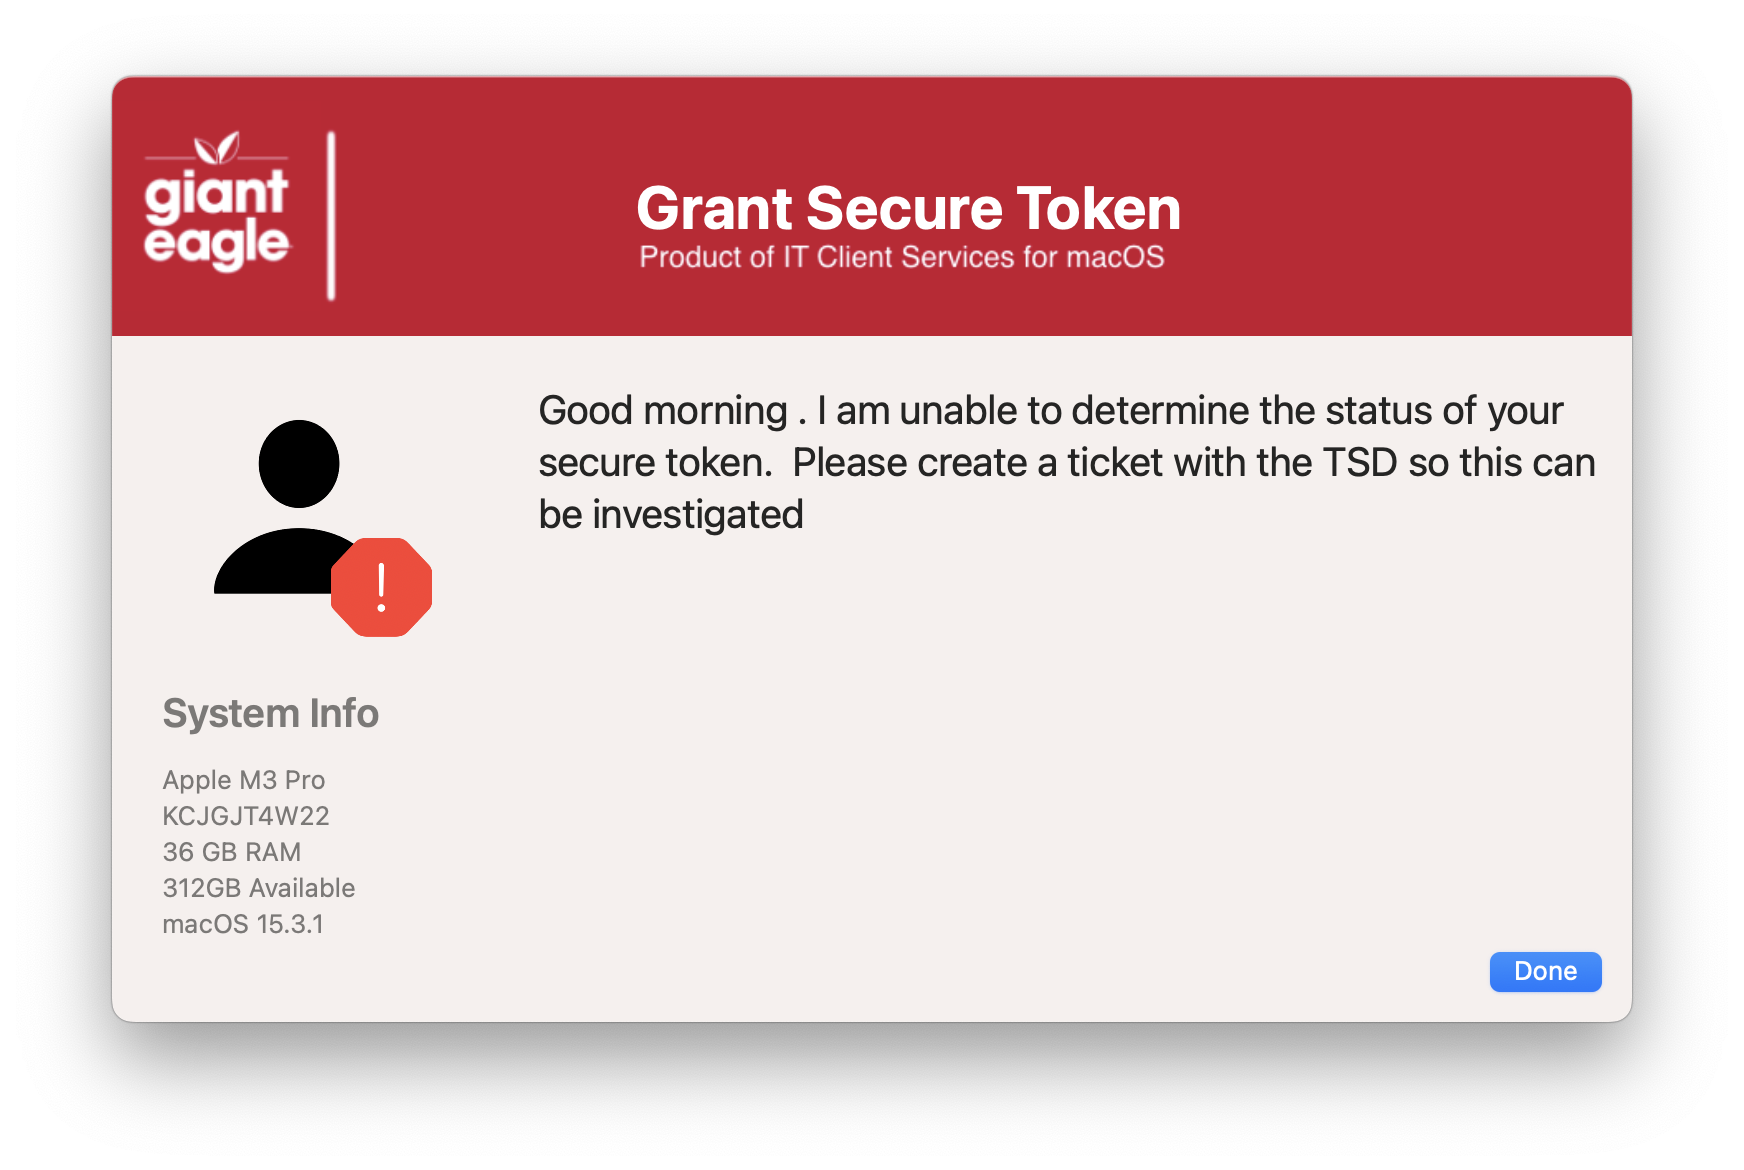 giant
eagle
Grant Secure Token
Product of IT Client Services for macOS
Good morning . I am unable to determine the status of your
secure token.  Please create a ticket with the TSD so this can
be investigated
!
System Info
Apple M3 Pro
KCJGJT4W22
36 GB RAM
312GB Available
macOS 15.3.1
Done